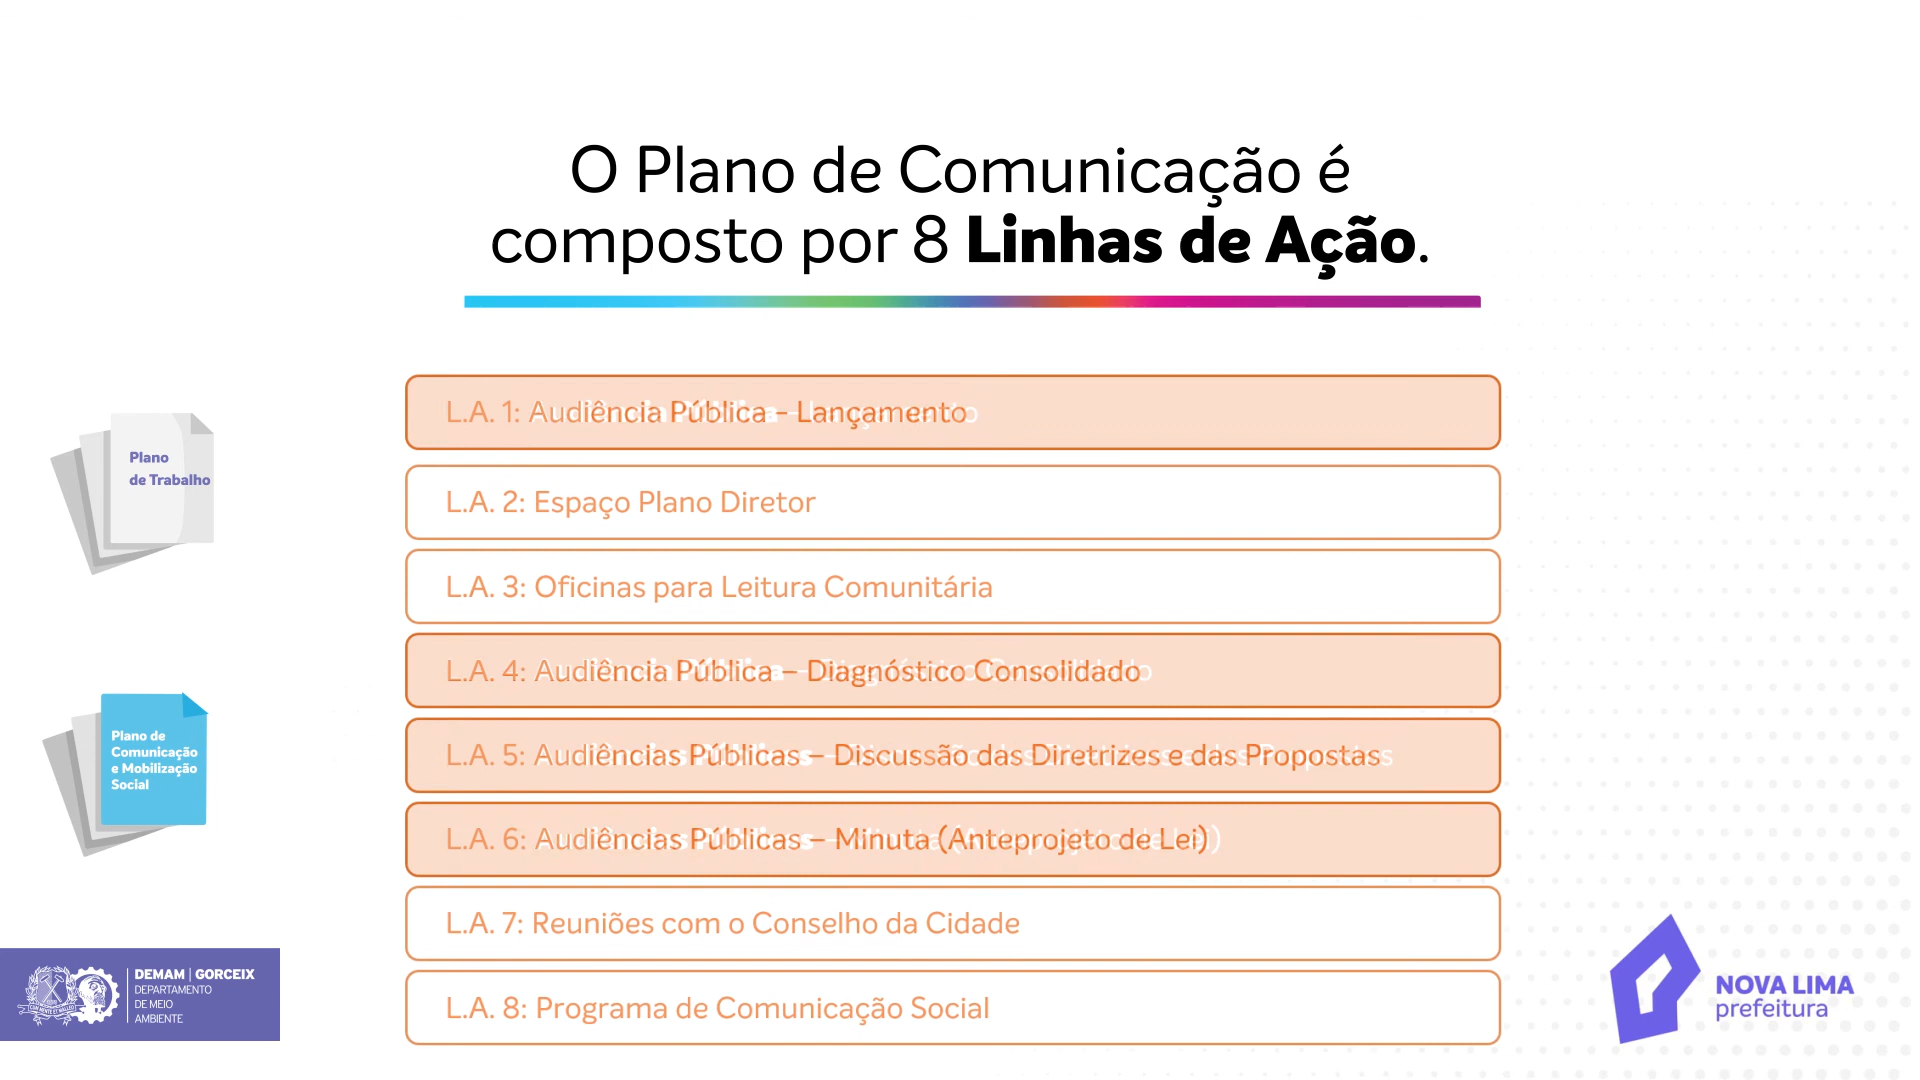 O Plano de Comunicação é
composto por 8 Linhas de Ação.
L.A. 1: Audiência Pública – Lançamento
L.A. 2: Espaço Plano Diretor
L.A. 3: Oficinas para Leitura Comunitária
L.A. 4: Audiência Pública – Diagnóstico Consolidado
L.A. 5: Audiências Públicas – Discussão das Diretrizes e das Propostas
L.A. 6: Audiências Públicas – Minuta (Anteprojeto de Lei)
L.A. 7: Reuniões com o Conselho da Cidade
L.A. 8: Programa de Comunicação Social
Plano
de Trabalho
Plano de
Comunicação
e Mobilização
Social
DEMAM | GORCEIX
DEPARTAMENTO
DE MEIO
AMBIENTE
NOVA LIMA
prefeitura